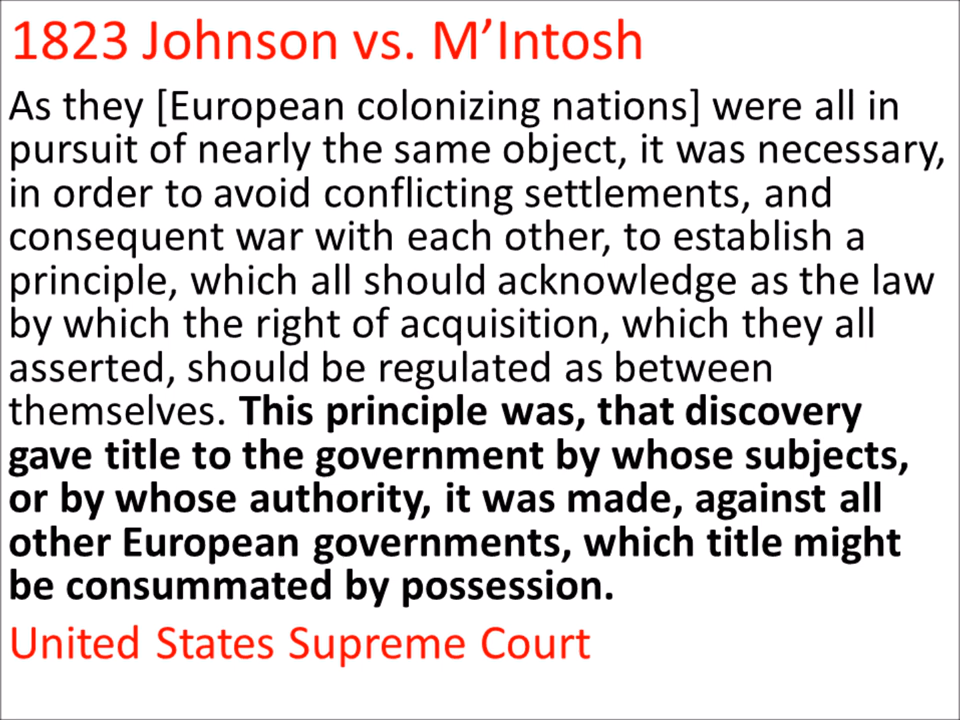 1823 Johnson vs. M’Intosh
As they [European colonizing nations] were all in
pursuit of nearly the same object, it was necessary,
in order to avoid conflicting settlements, and
consequent war with each other, to establish a
principle, which all should acknowledge as the law
by which the right of acquisition, which they all
asserted, should be regulated as between
themselves. This principle was, that discovery
gave title to the government by whose subjects,
or by whose authority, it was made, against all
other European governments, which title might
be consummated by possession.
United States Supreme Court